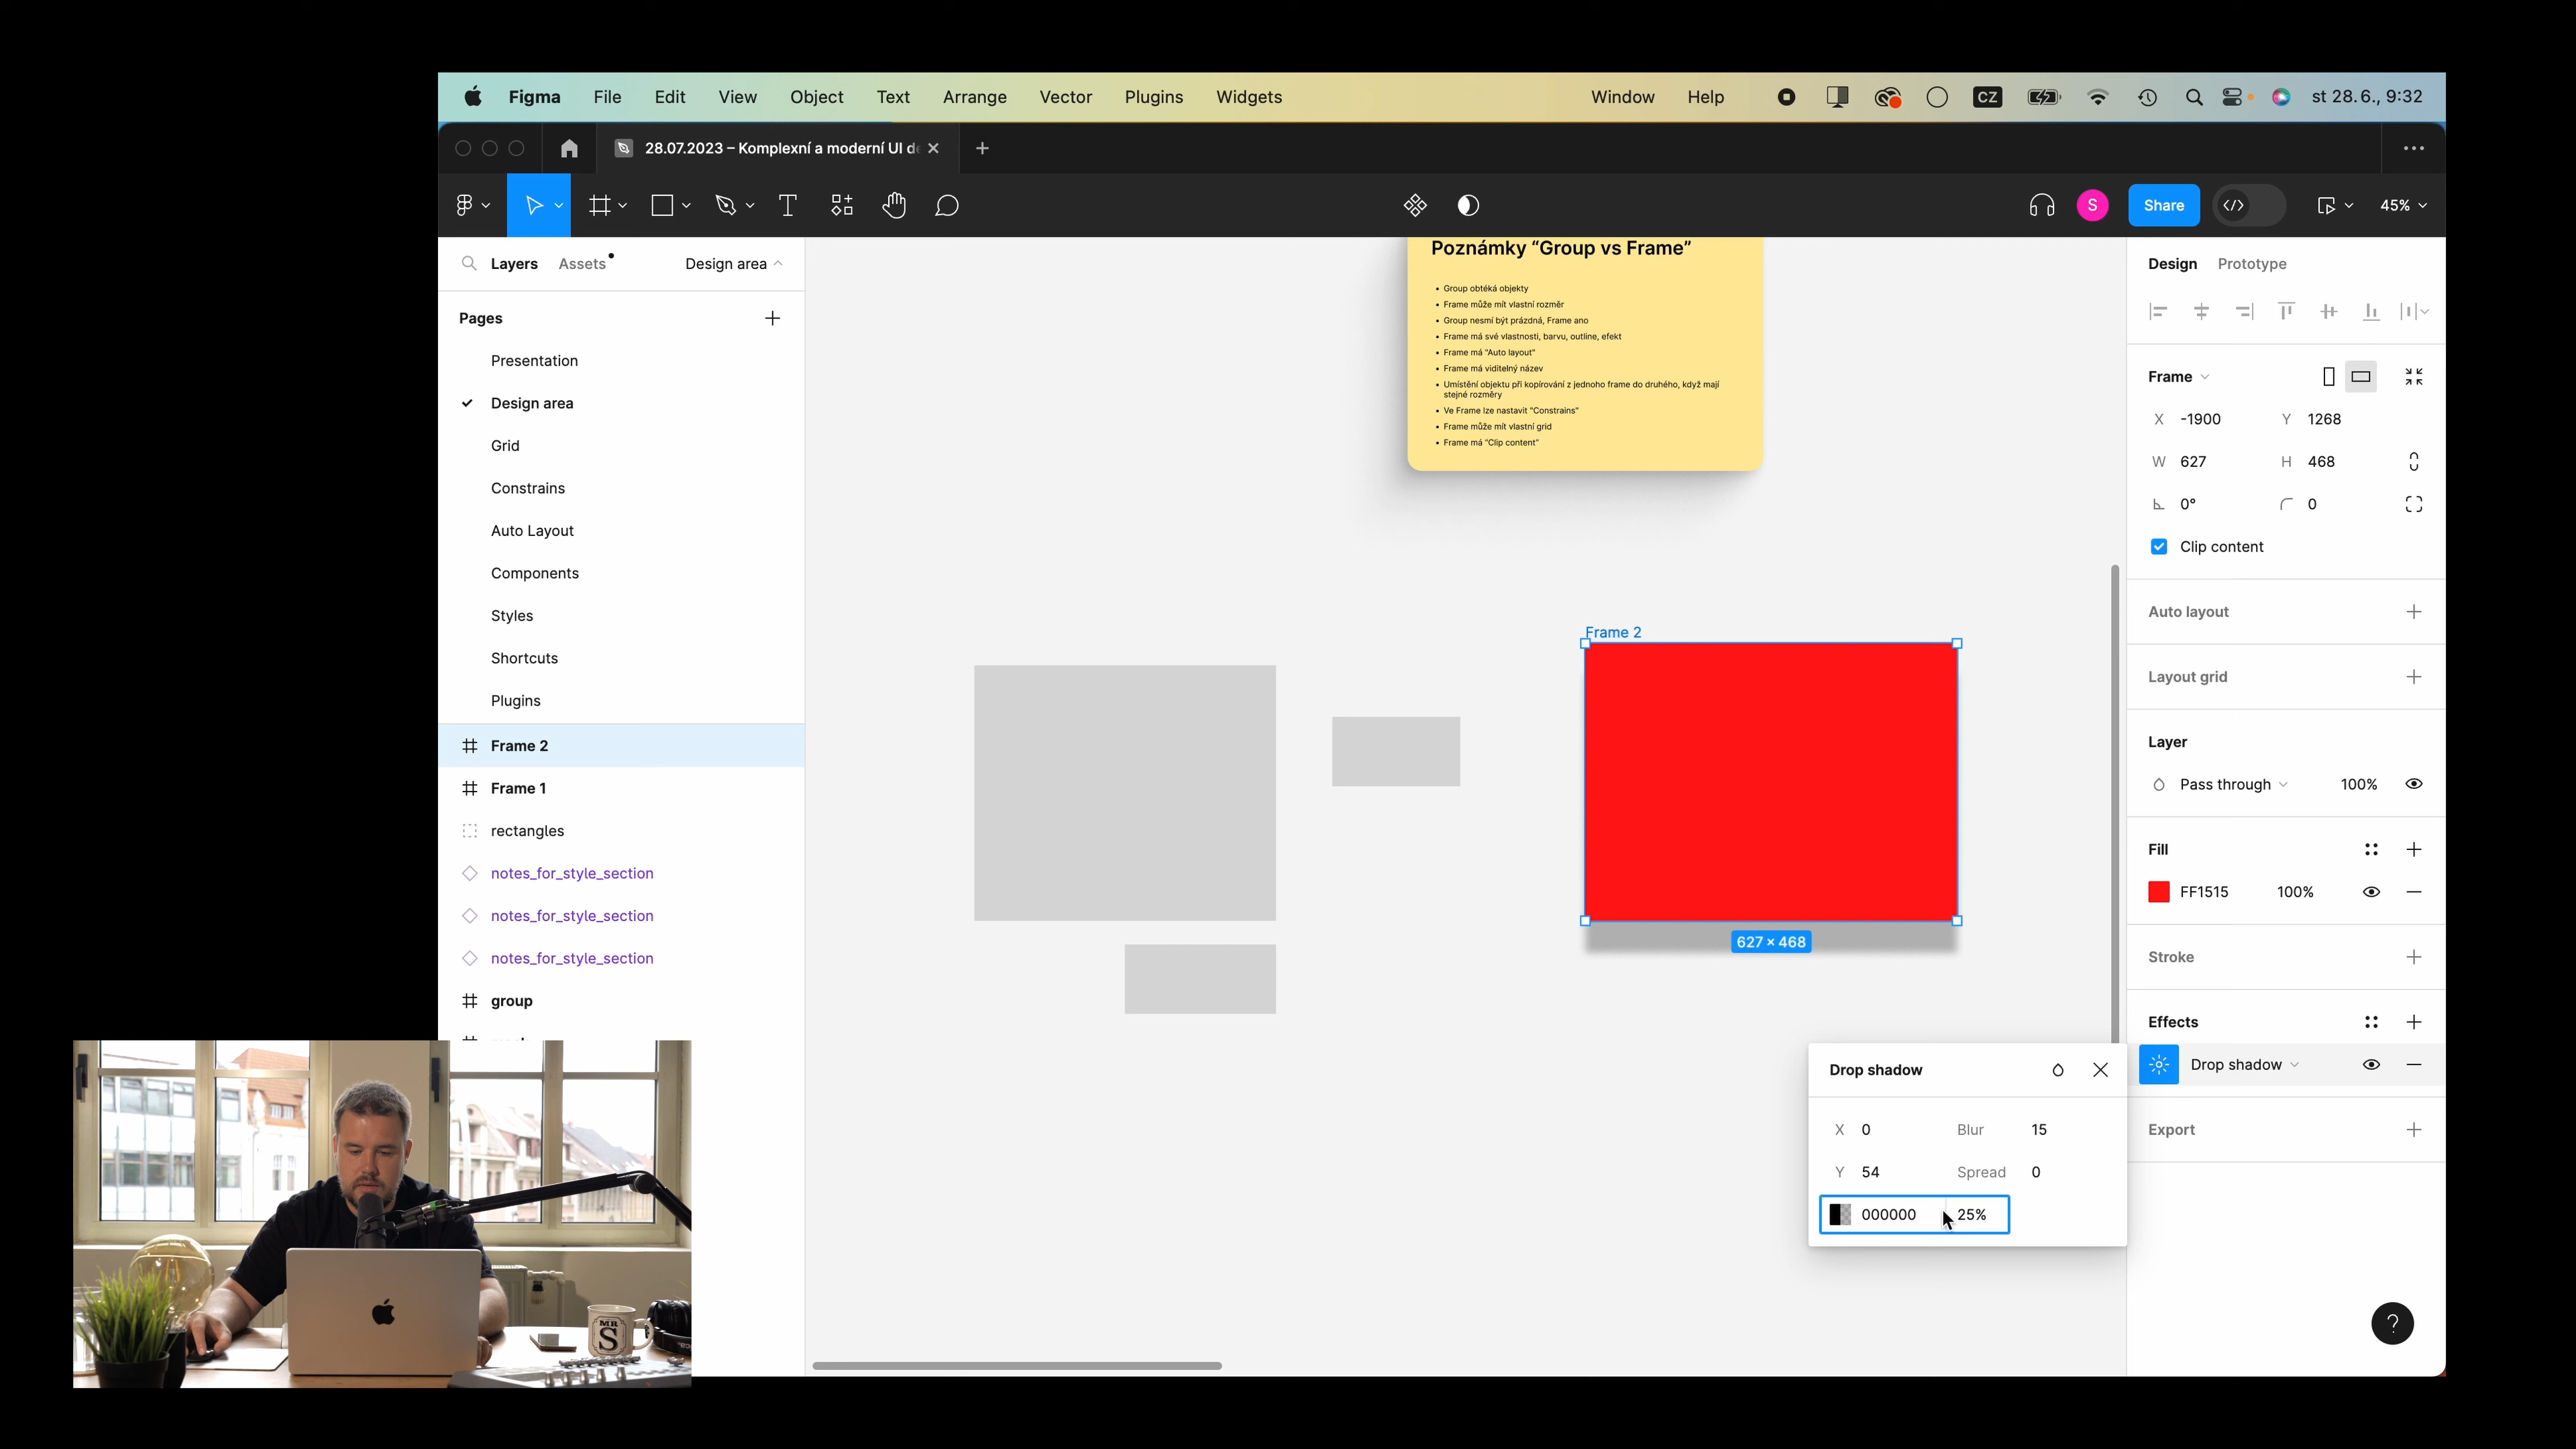 Figma File Edit View Object Text Arrange Vector Plugins Widgets Window Help CZ st 28.6., 9:32
28.07.2023 – Komplexní a moderní UI d
S Share 45%
Layers Assets Design area
Pages
Presentation
Design area
Grid
Constrains
Auto Layout
Components
Styles
Shortcuts
Plugins
Frame 2
Frame 1
rectangles
notes_for_style_section
notes_for_style_section
notes_for_style_section
group
Poznámky “Group vs Frame”
• Group obtéká objekty
• Frame může mít vlastní rozměr
• Group nesmí být prázdná, Frame ano
• Frame má své vlastnosti, barvu, outline, efekt
• Frame má "Auto layout"
• Frame má viditelný název
• Umístění objektu při kopírování z jednoho frame do druhého, když mají
stejné rozměry
• Ve Frame lze nastavit "Constrains"
• Frame může mít vlastní grid
• Frame má "Clip content"
Frame 2
627 × 468
Drop shadow
X 0 Blur 15
Y 54 Spread 0
000000 25%
Design Prototype
Frame
X -1900 Y 1268
W 627 H 468
0° 0
Clip content
Auto layout
Layout grid
Layer
Pass through 100%
Fill
FF1515 100%
Stroke
Effects
Drop shadow
Export
?
MR
S